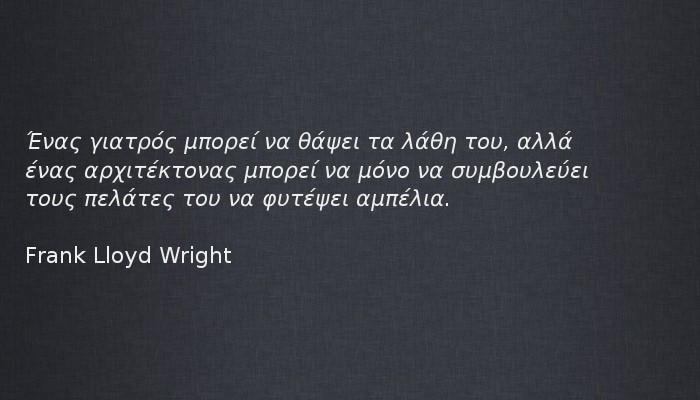 Ένας γιατρός μπορεί να θάψει τα λάθη του, αλλά
ένας αρχιτέκτονας μπορεί να μόνο να συμβουλεύει
τους πελάτες του να φυτέψει αμπέλια.
Frank Lloyd Wright